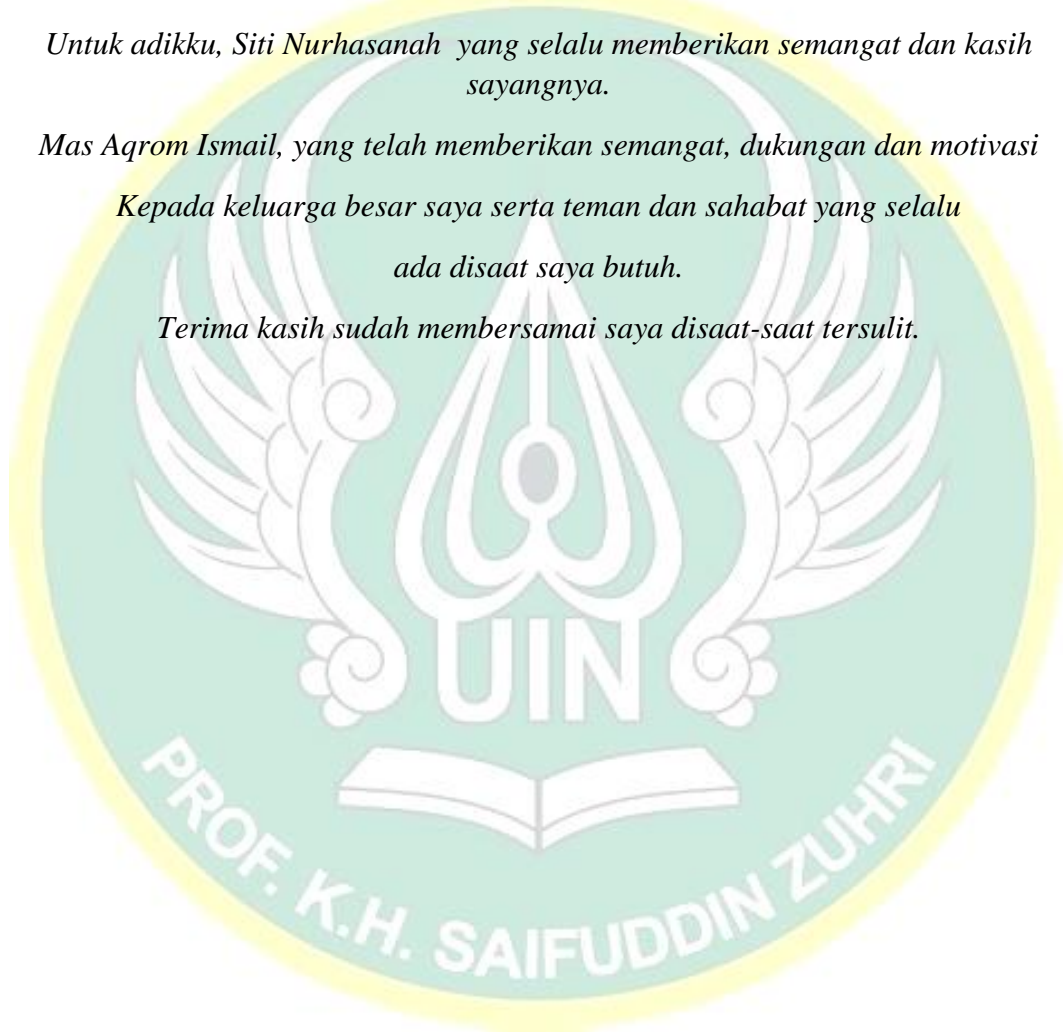 Untuk adikku, Siti Nurhasanah  yang selalu memberikan semangat dan kasih
sayangnya.
Mas Aqrom Ismail, yang telah memberikan semangat, dukungan dan motivasi
Kepada keluarga besar saya serta teman dan sahabat yang selalu
ada disaat saya butuh.
Terima kasih sudah membersamai saya disaat-saat tersulit.
UIN
PROF. K.H. SAIFUDDIN ZUHRI